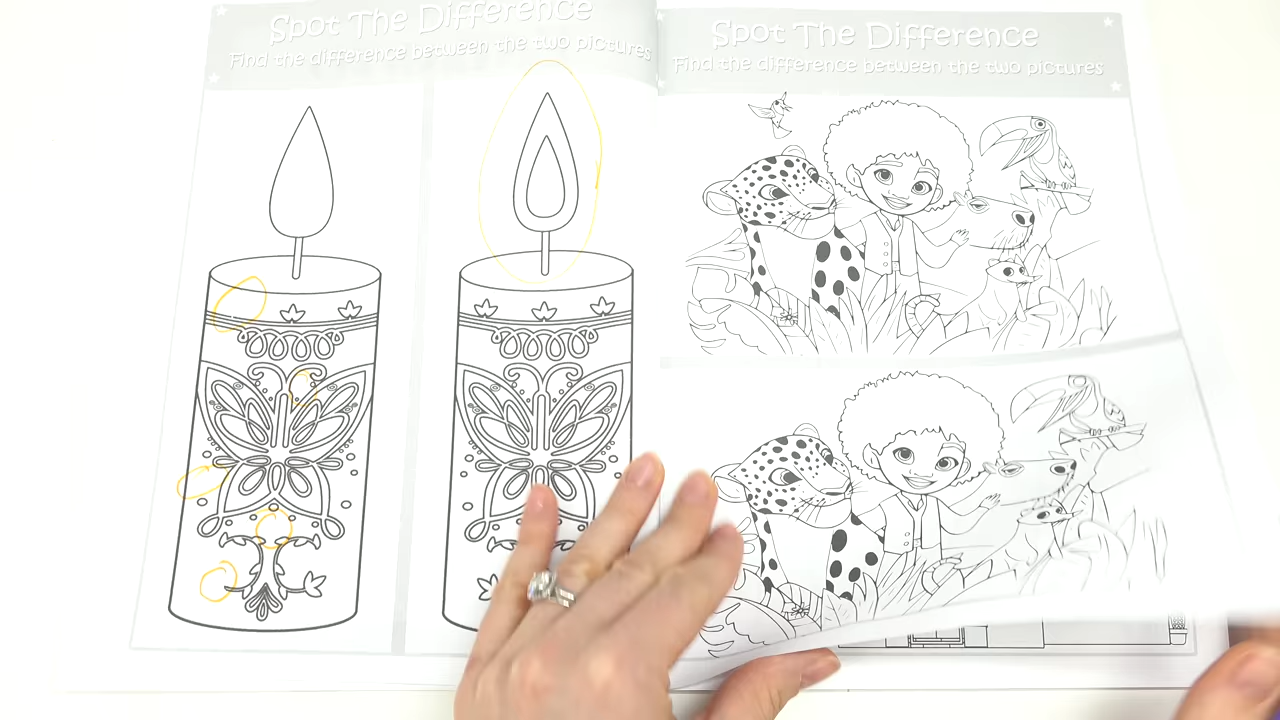 Spot The Difference
Find the difference between the two pictures
Spot The Difference
Find the difference between the two pictures